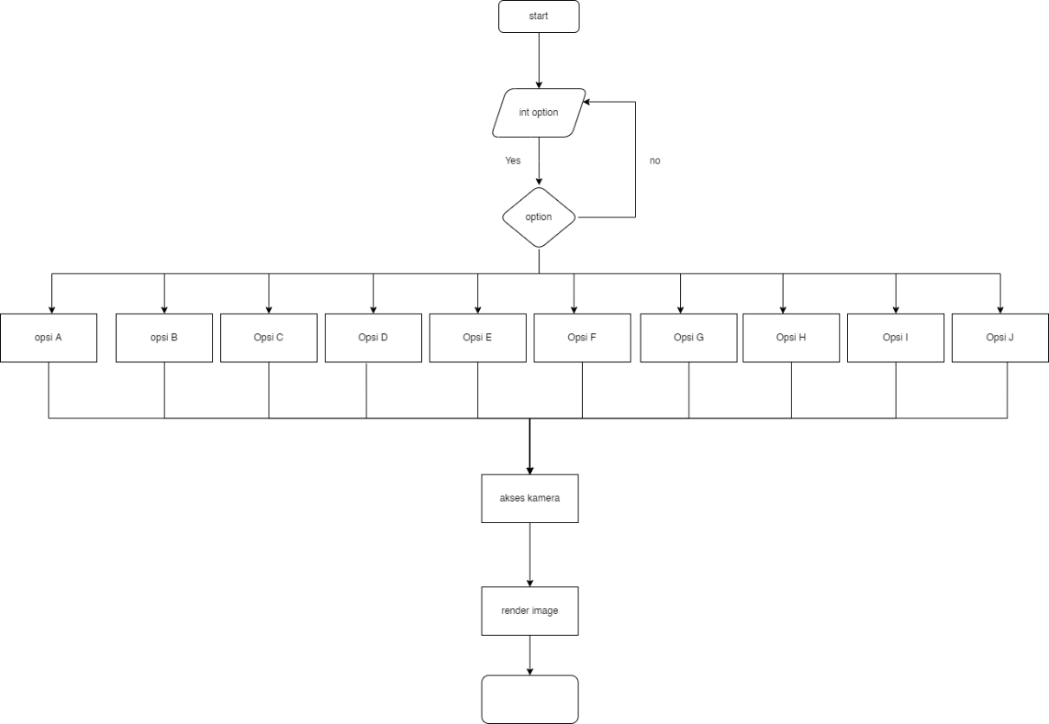 start
int option
Yes
no
option
opsi A
opsi B
Opsi C
Opsi D
Opsi E
Opsi F
Opsi G
Opsi H
Opsi I
Opsi J
akses kamera
render image